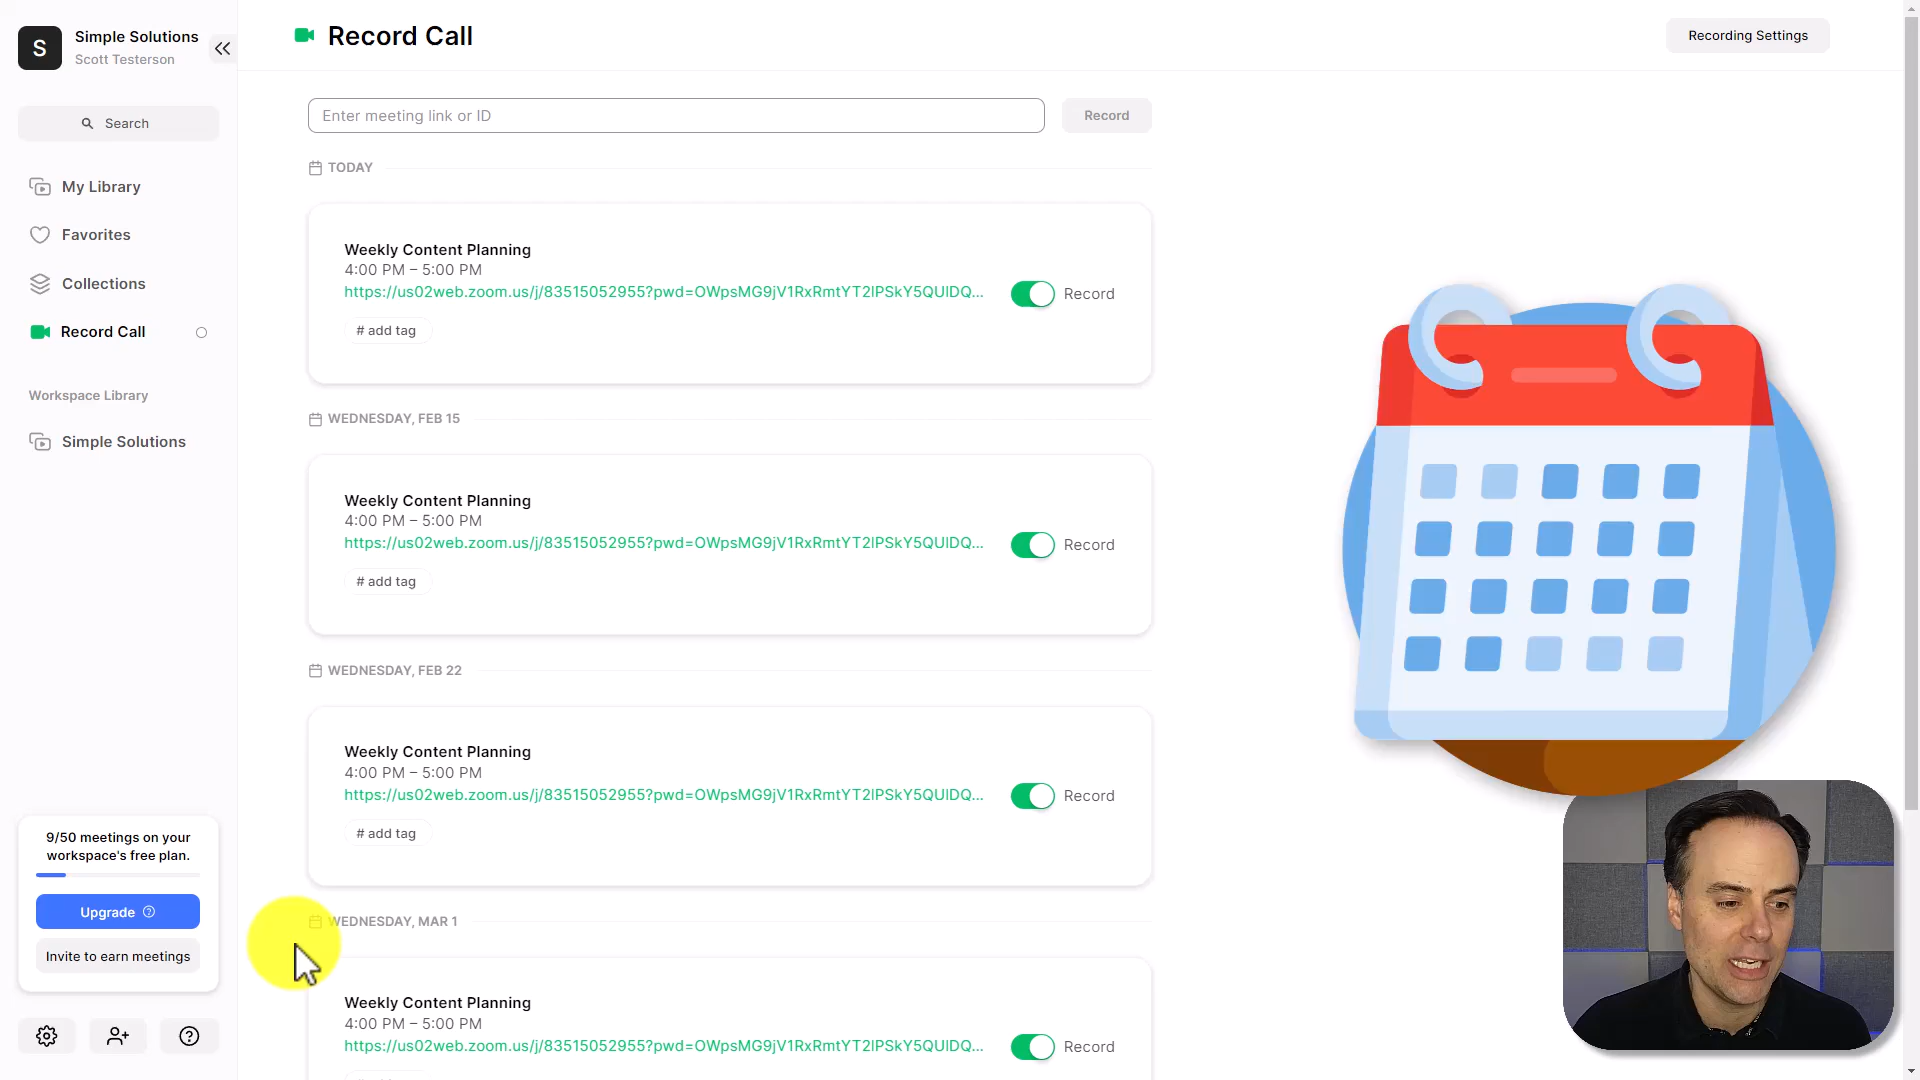 S
Simple Solutions
Scott Testerson
Search
My Library
Favorites
Collections
Record Call
Workspace Library
Simple Solutions
9/50 meetings on your
workspace's free plan.
Upgrade
Invite to earn meetings
Record Call
Recording Settings
Enter meeting link or ID
Record
TODAY
Weekly Content Planning
4:00 PM – 5:00 PM
https://us02web.zoom.us/j/83515052955?pwd=OWpsMG9jV1RxRmtYT2lPSkY5QUlDQ...
Record
# add tag
WEDNESDAY, FEB 15
Weekly Content Planning
4:00 PM – 5:00 PM
https://us02web.zoom.us/j/83515052955?pwd=OWpsMG9jV1RxRmtYT2lPSkY5QUlDQ...
Record
# add tag
WEDNESDAY, FEB 22
Weekly Content Planning
4:00 PM – 5:00 PM
https://us02web.zoom.us/j/83515052955?pwd=OWpsMG9jV1RxRmtYT2lPSkY5QUlDQ...
Record
# add tag
WEDNESDAY, MAR 1
Weekly Content Planning
4:00 PM – 5:00 PM
https://us02web.zoom.us/j/83515052955?pwd=OWpsMG9jV1RxRmtYT2lPSkY5QUlDQ...
Record